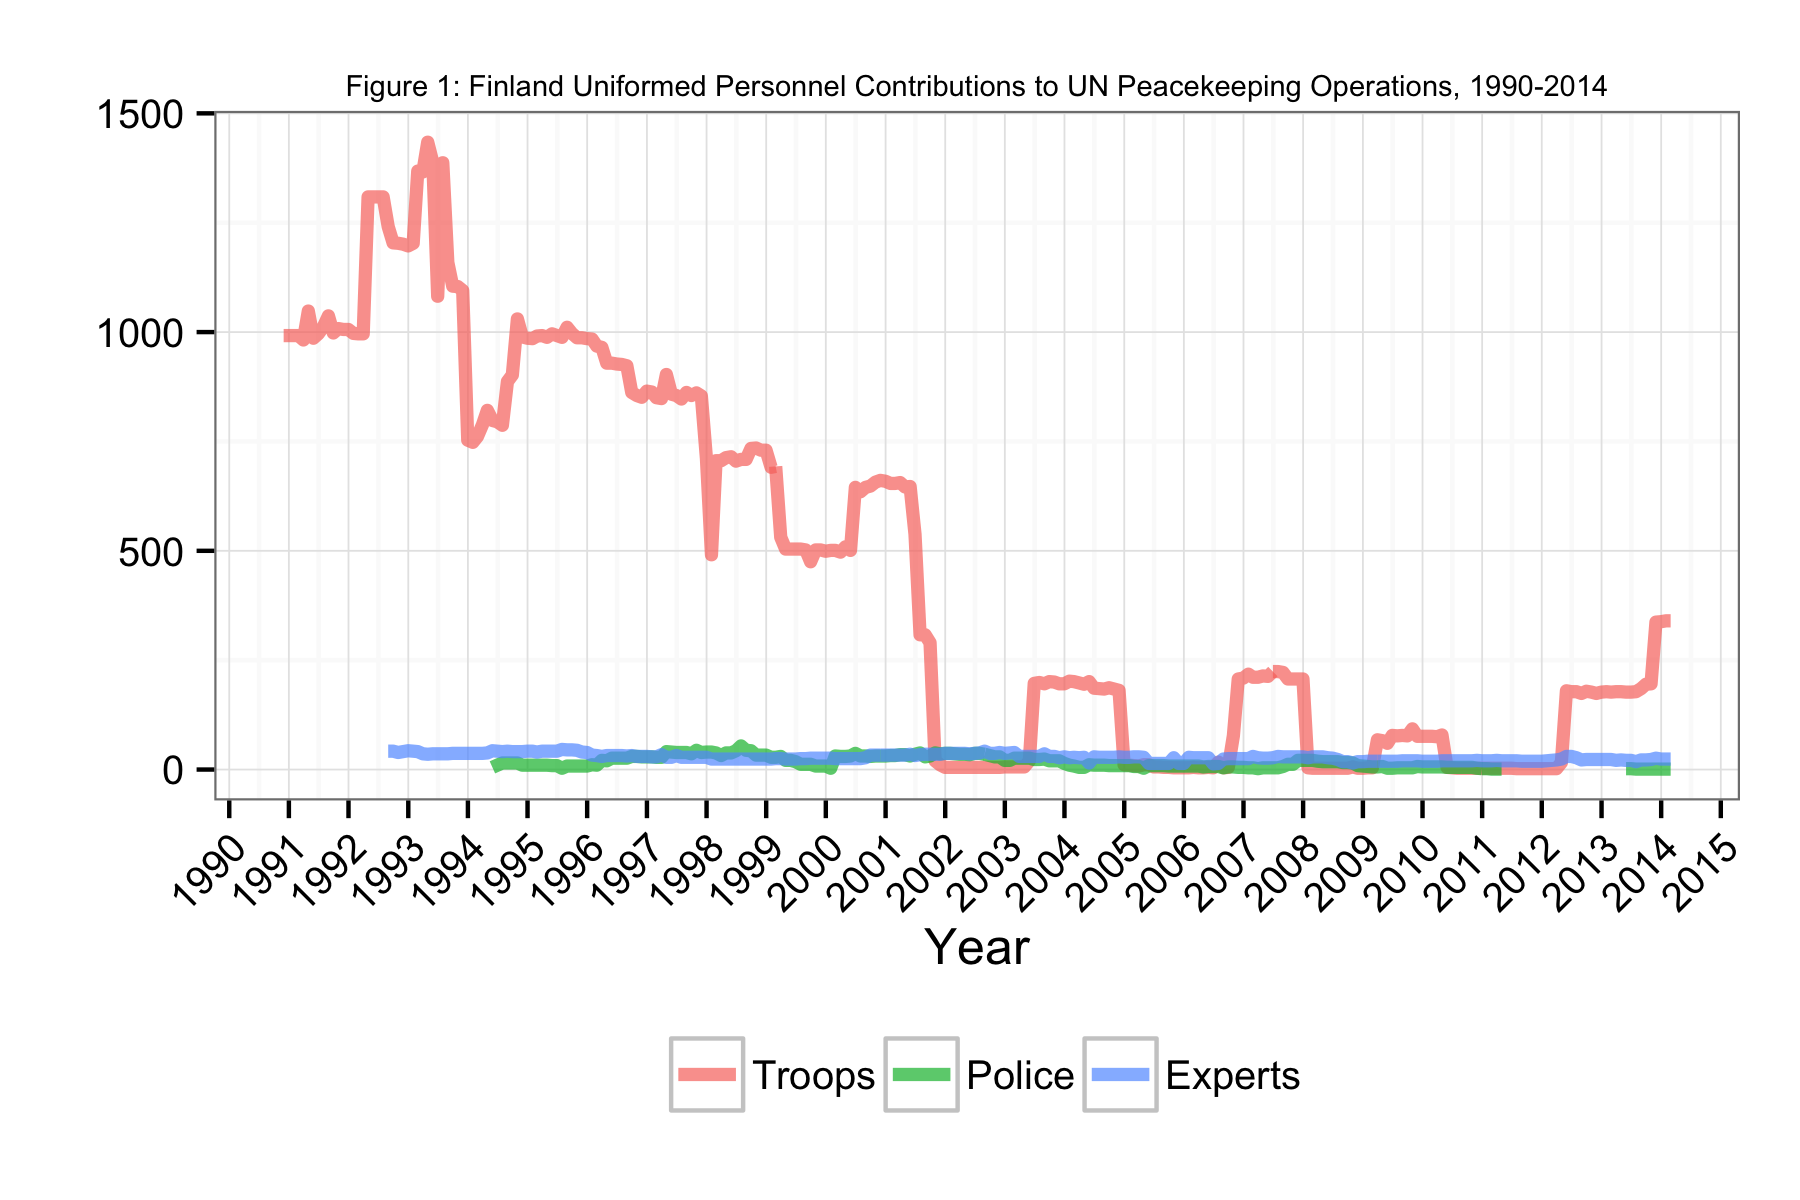 Figure 1: Finland Uniformed Personnel Contributions to UN Peacekeeping Operations, 1990-2014
1500
1000
500
0
1990 1991 1992 1993 1994 1995 1996 1997 1998 1999 2000 2001 2002 2003 2004 2005 2006 2007 2008 2009 2010 2011 2012 2013 2014 2015
Year
Troops Police Experts